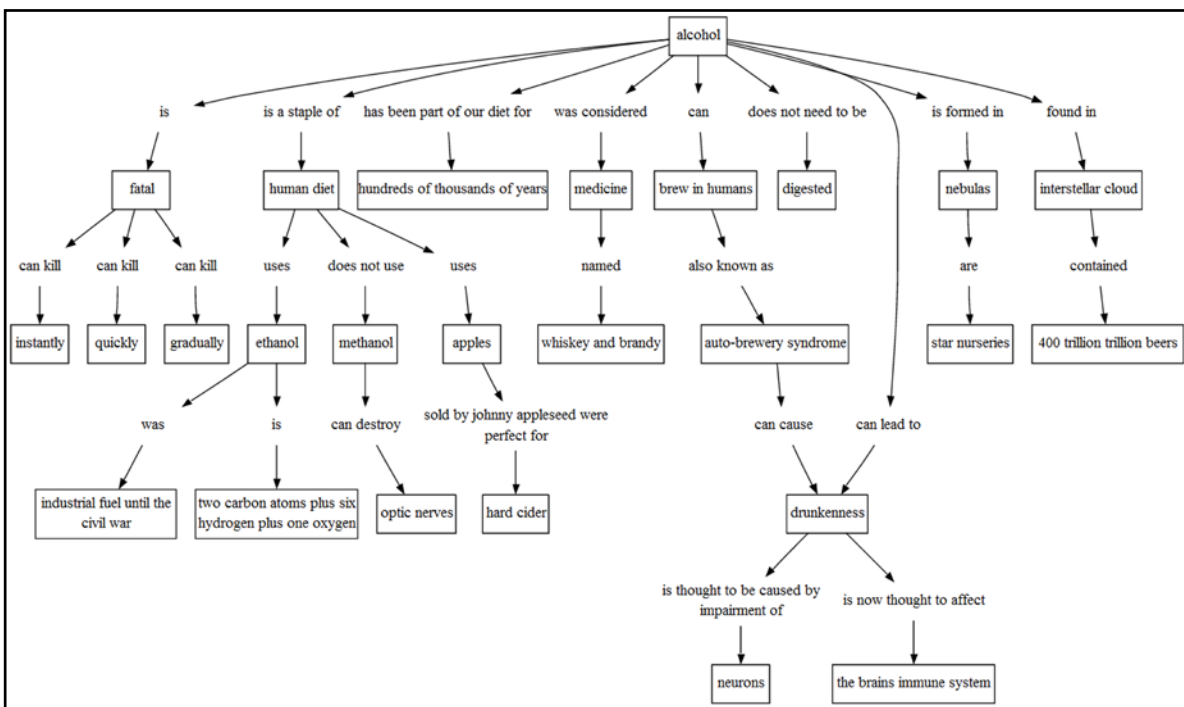 alcohol
is
is a staple of
has been part of our diet for
was considered
can
does not need to be
is formed in
found in
fatal
human diet
hundreds of thousands of years
medicine
brew in humans
digested
nebulas
interstellar cloud
can kill
can kill
can kill
uses
does not use
uses
named
also known as
are
contained
instantly
quickly
gradually
ethanol
methanol
apples
whiskey and brandy
auto-brewery syndrome
star nurseries
400 trillion trillion beers
was
is
can destroy
sold by johnny appleseed were
perfect for
can cause
can lead to
industrial fuel until the
civil war
two carbon atoms plus six
hydrogen plus one oxygen
optic nerves
hard cider
drunkenness
is thought to be caused by
impairment of
is now thought to affect
neurons
the brains immune system